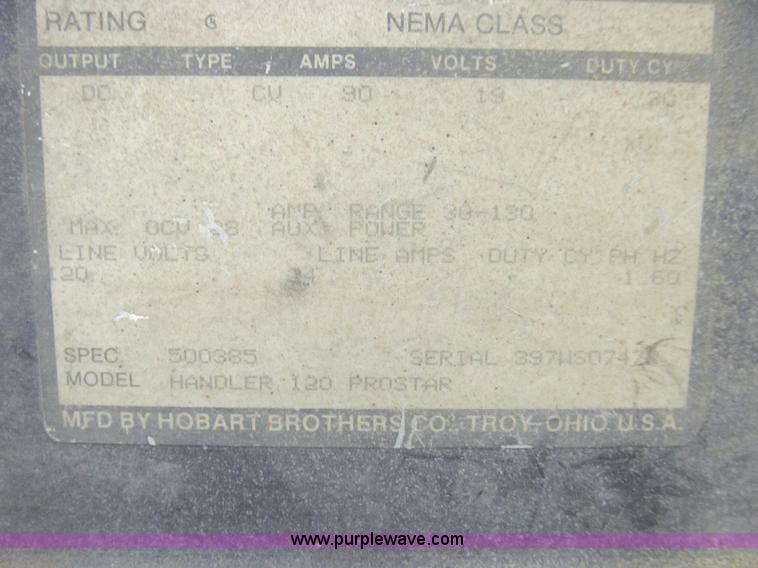 RATING G NEMA CLASS
OUTPUT TYPE AMPS VOLTS DUTY CY
DC CV 90 19
AMP. RANGE 30-130
MAX. OCV AUX. POWER
LINE VOLTS LINE AMPS DUTY CY PH HZ
120 1 60
SPEC. 500385 SERIAL
MODEL HANDLER 120 PROSTAR
MFD BY HOBART BROTHERS CO. TROY OHIO U.S.A.
www.purplewave.com